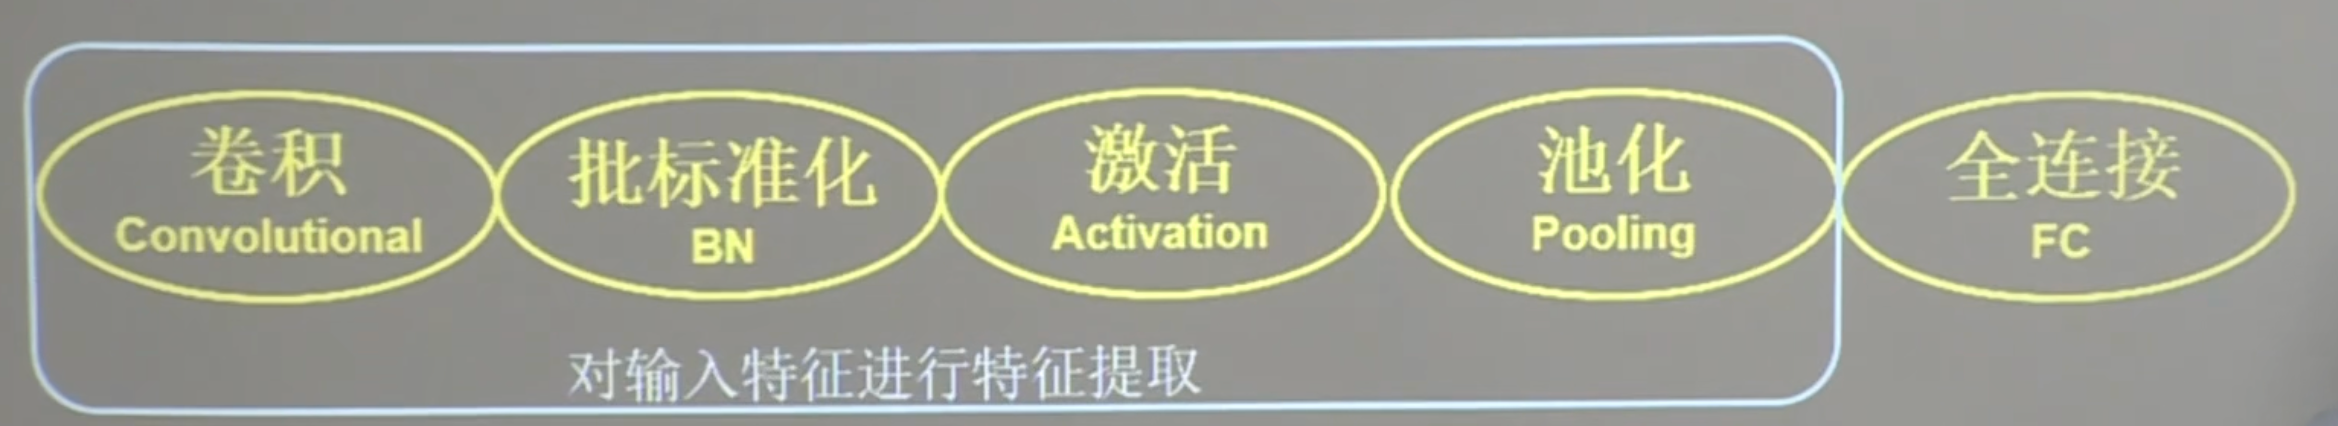 卷积
Convolutional
批标准化
BN
激活
Activation
池化
Pooling
全连接
FC
对输入特征进行特征提取